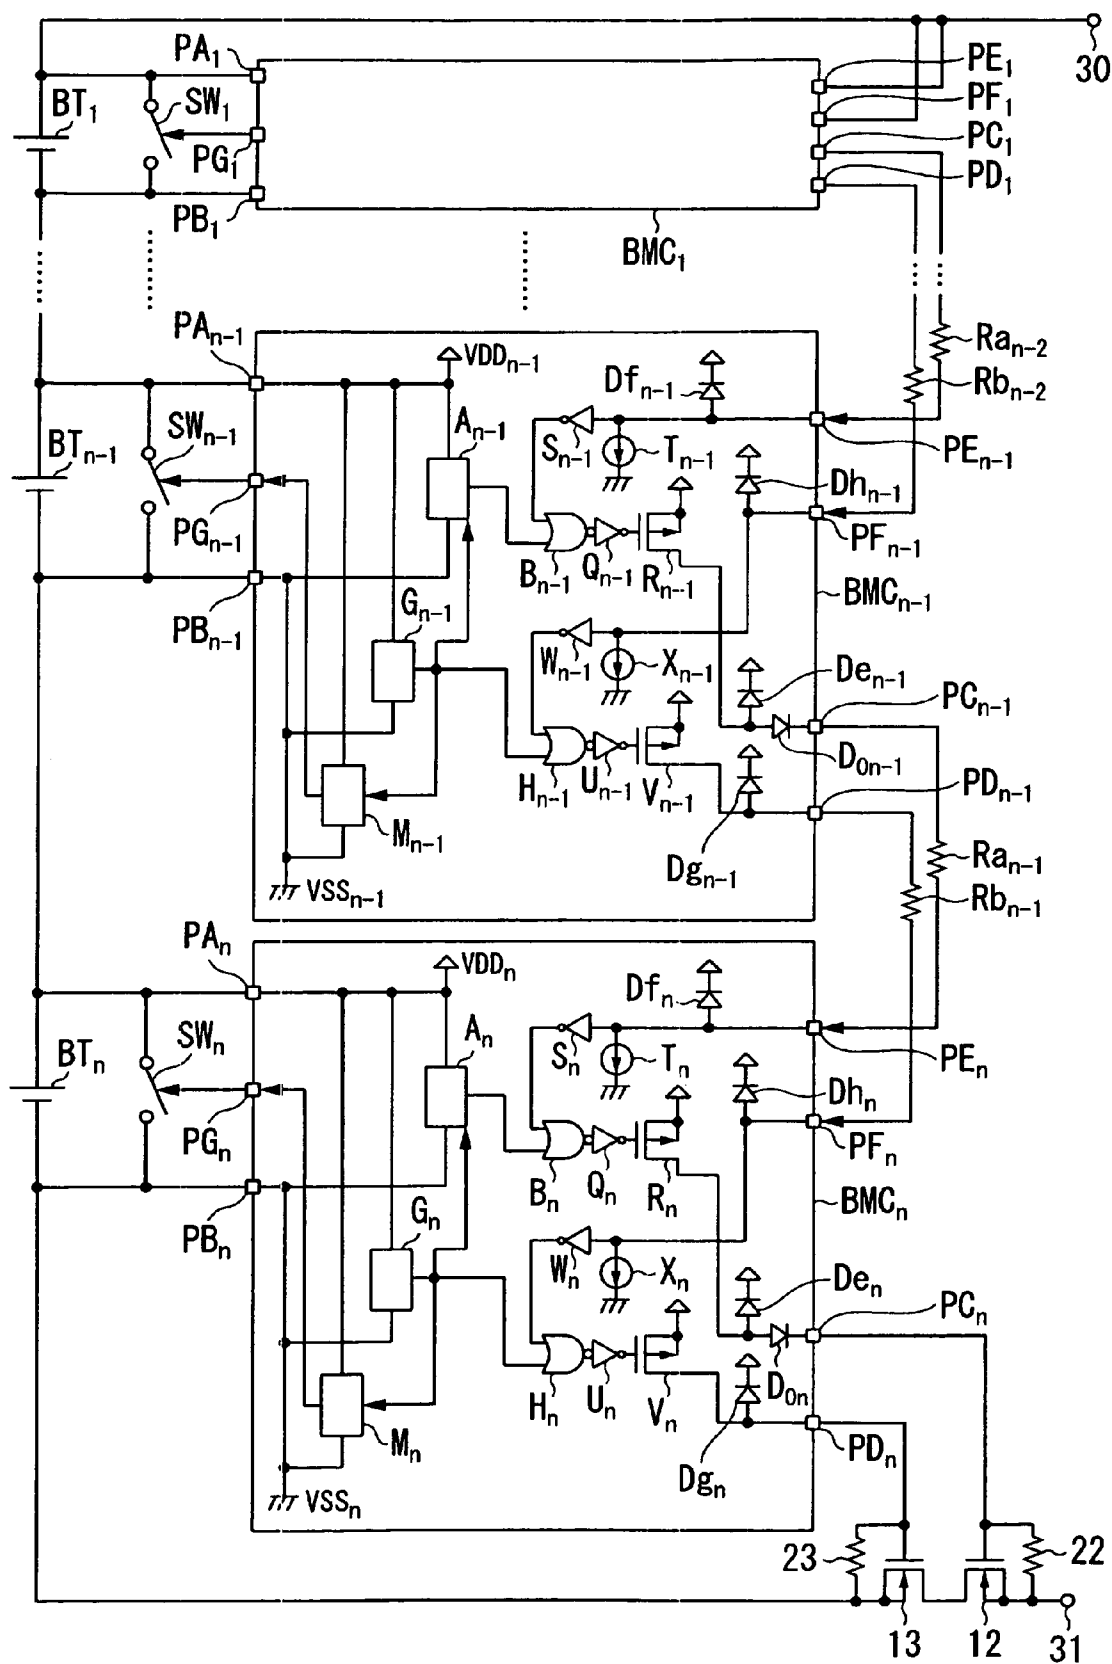 30
PA1
PE1
BT1
SW1
PF1
PG1
PC1
PD1
PB1
BMC1
PAn-1
VDDn-1
Ran-2
Dfn-1
Rbn-2
SWn-1
An-1
BTn-1
Sn-1
Tn-1
PEn-1
Dhn-1
PGn-1
PFn-1
Bn-1
Qn-1
Rn-1
BMCn-1
Gn-1
PBn-1
Wn-1
Xn-1
Den-1
PCn-1
D0n-1
Hn-1
Un-1
Vn-1
PDn-1
Mn-1
Ran-1
Dgn-1
VSSn-1
Rbn-1
PAn
VDDn
Dfn
SWn
An
BTn
Sn
Tn
PEn
Dhn
PGn
PFn
Bn
Qn
Rn
BMCn
Gn
PBn
Wn
Xn
Den
PCn
D0n
Hn
Un
Vn
PDn
Mn
Dgn
VSSn
23
22
13
12
31